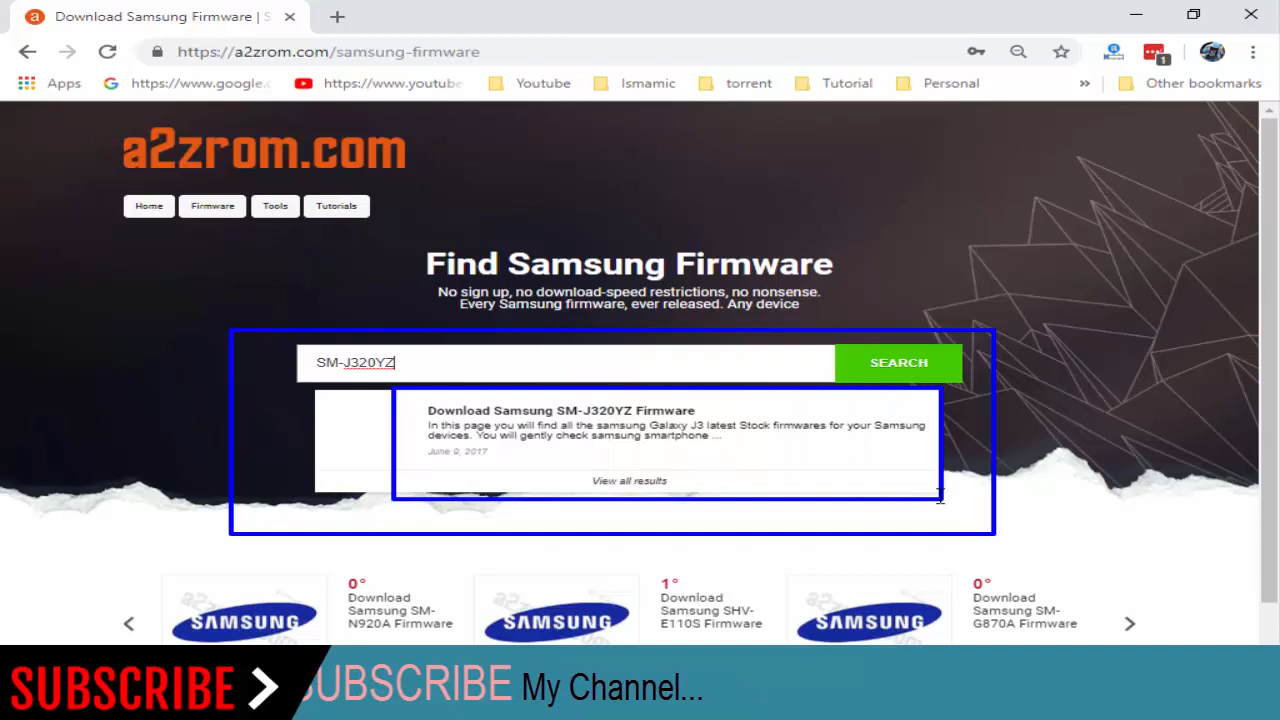 Download Samsung Firmware | S
https://a2zrom.com/samsung-firmware
1
Apps
https://www.google.c
https://www.youtube
Youtube
Ismamic
torrent
Tutorial
Personal
»
Other bookmarks
a2zrom.com
Home
Firmware
Tools
Tutorials
Find Samsung Firmware
No sign up, no download-speed restrictions, no nonsense.
Every Samsung firmware, ever released. Any device
SM-J320YZ
SEARCH
Download Samsung SM-J320YZ Firmware
In this page you will find all the samsung Galaxy J3 latest Stock firmwares for your Samsung
devices. You will gently check samsung smartphone ...
June 9, 2017
View all results
SAMSUNG
0°
Download
Samsung SM-
N920A Firmware
SAMSUNG
1°
Download
Samsung SHV-
E110S Firmware
SAMSUNG
0°
Download
Samsung SM-
G870A Firmware
SUBSCRIBE
SUBSCRIBE My Channel...